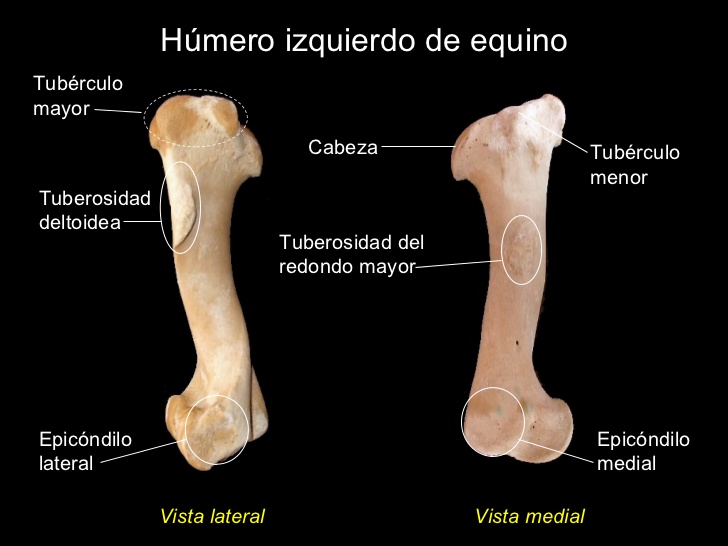 Húmero izquierdo de equino
Tubérculo
mayor
Cabeza
Tubérculo
menor
Tuberosidad
deltoidea
Tuberosidad del
redondo mayor
Epicóndilo
lateral
Epicóndilo
medial
Vista lateral
Vista medial